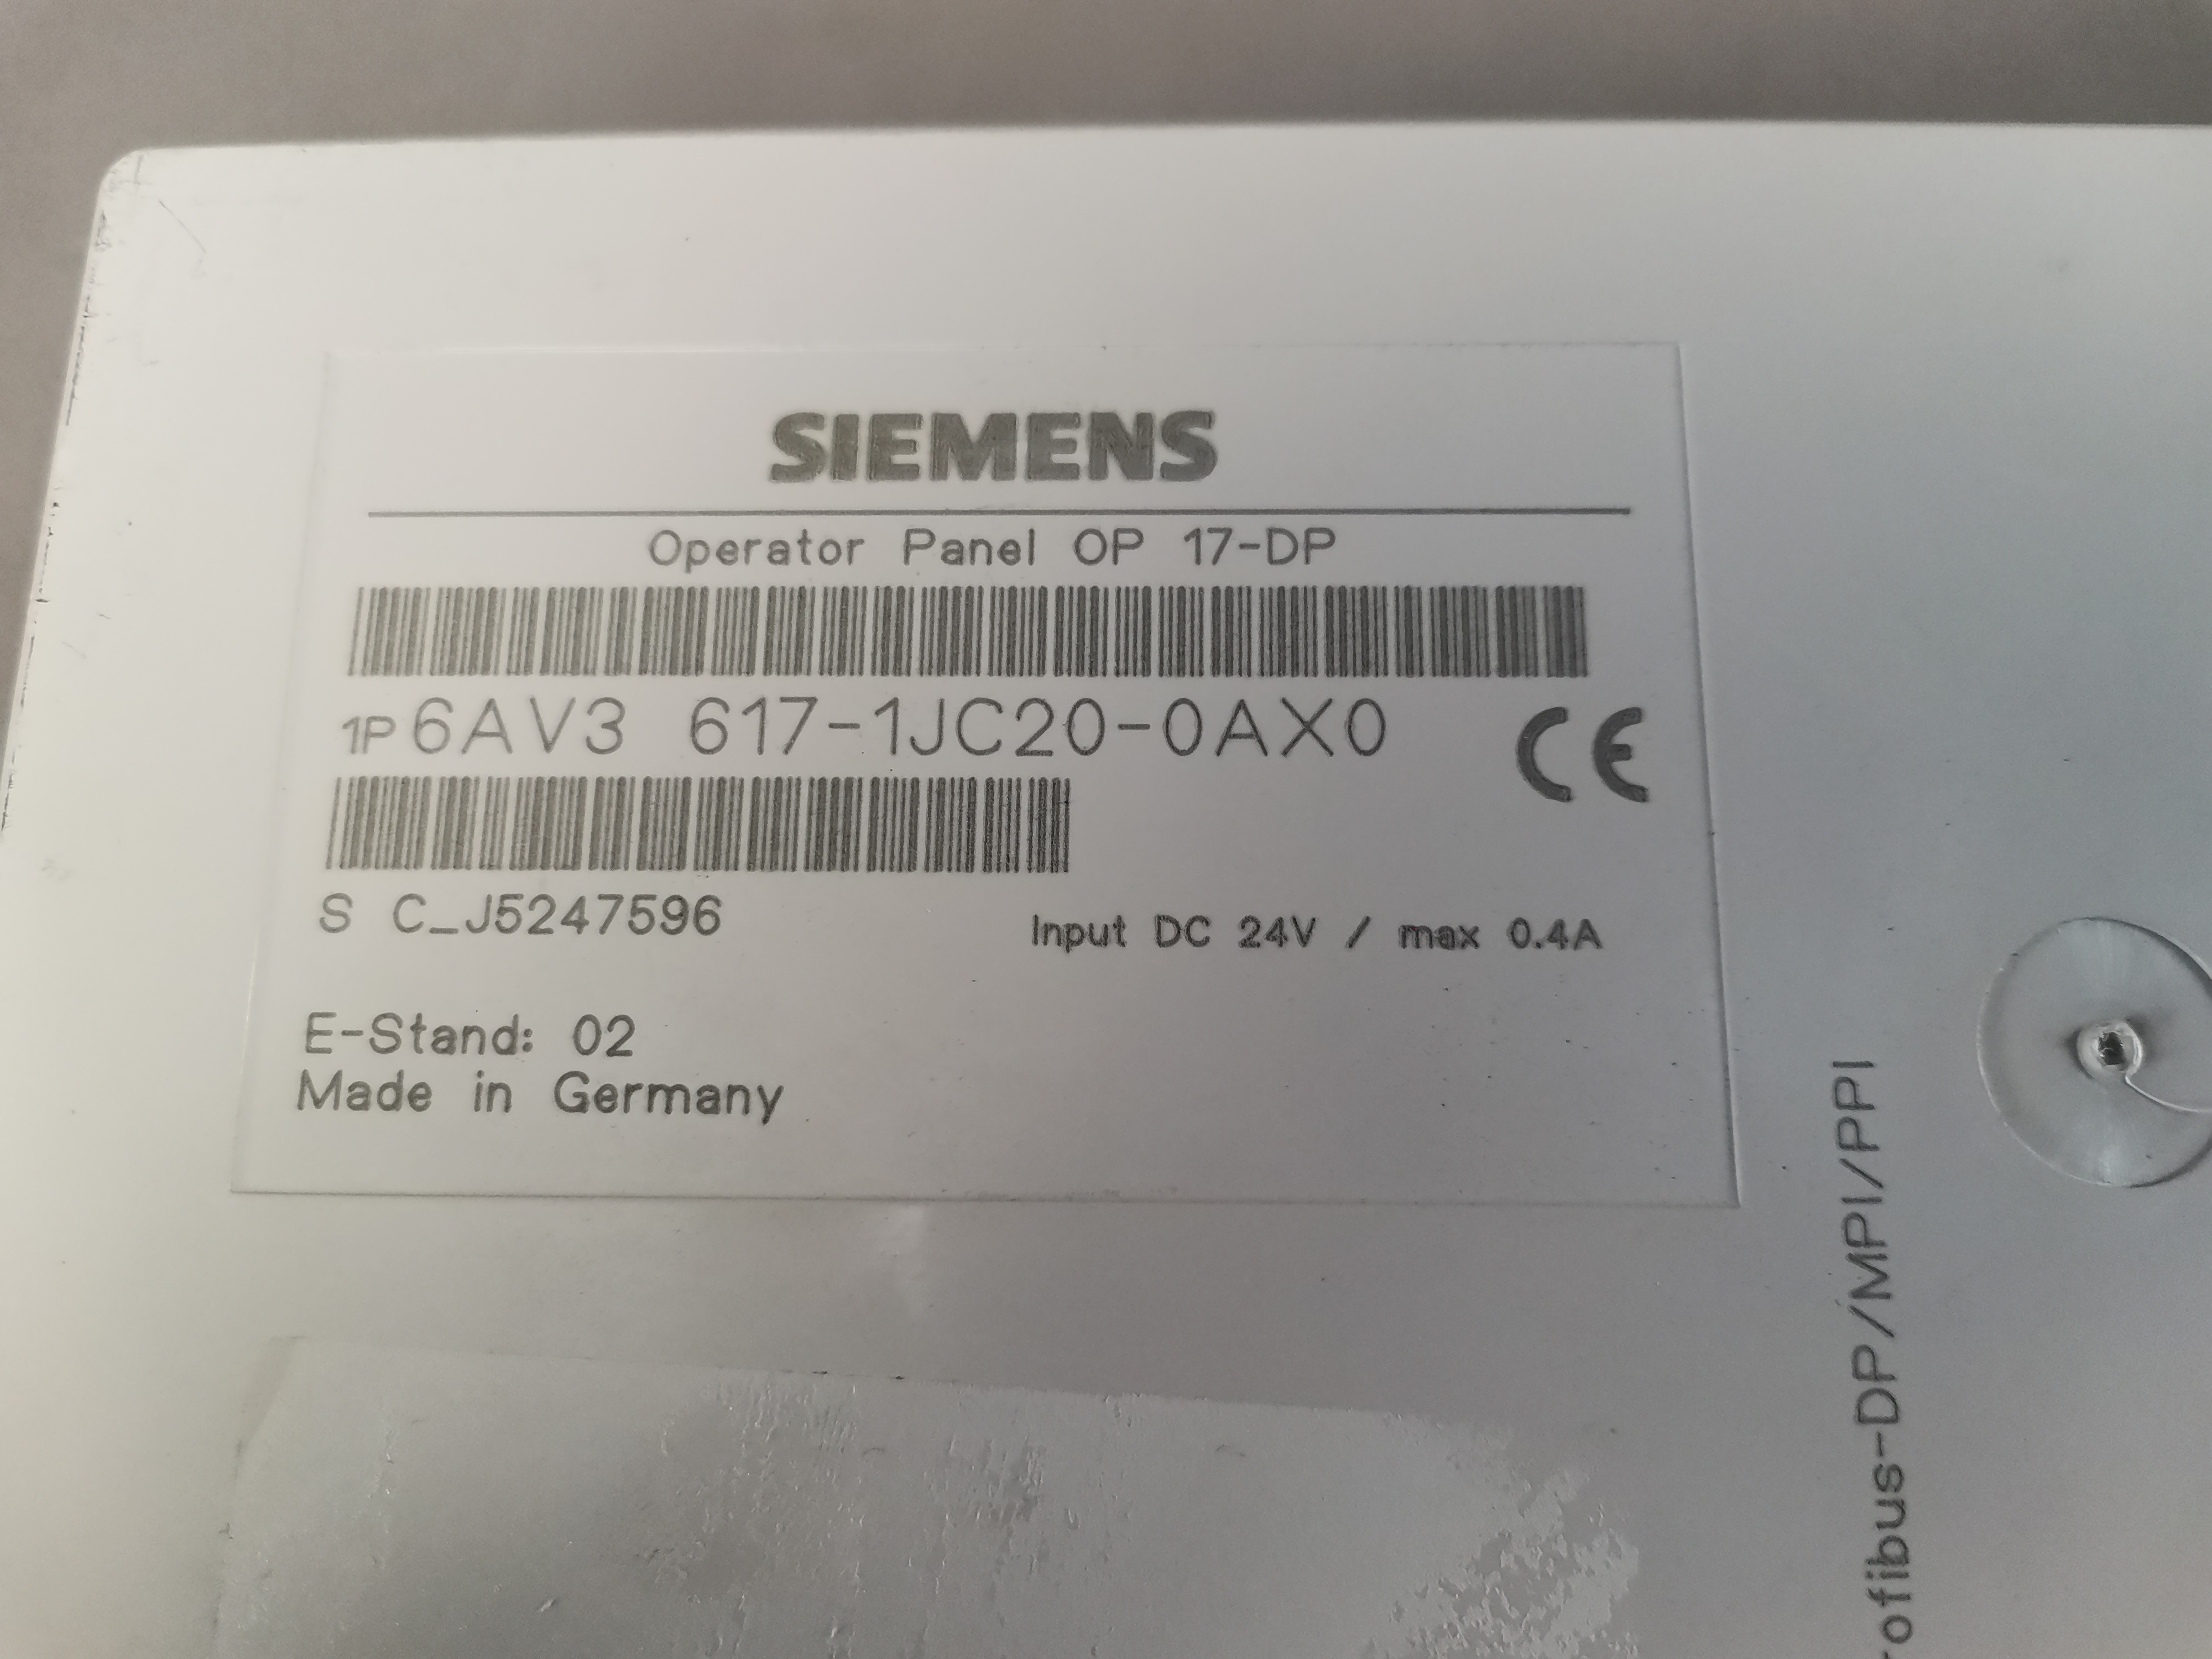 SIEMENS
Operator Panel OP 17-DP
1P 6AV3 617-1JC20-0AX0
CE
S C_J5247596
Input DC 24V / max 0.4A
E-Stand: 02
Made in Germany
rofibus-DP/MPI/PPI